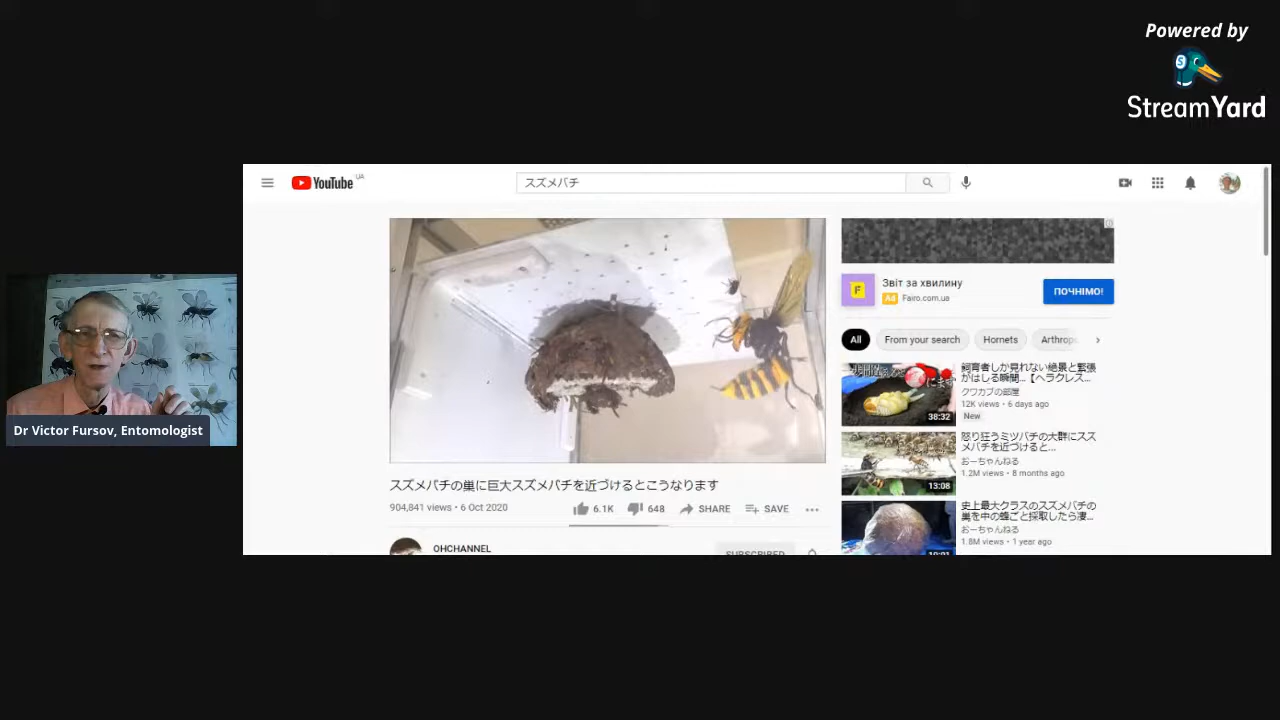 Powered by
StreamYard
YouTube UA
スズメバチ
Звіт за хвилину
Ad Fairo.com.ua
ПОЧНІМО!
All
From your search
Hornets
Arthrop
飼育者しか見れない絶景と緊張
がはしる瞬間...【ヘラクレス...
クワカブの部屋
12K views • 6 days ago
New
38:32
怒り狂うミツバチの大群にスズ
メバチを近づけると...
おーちゃんねる
1.2M views • 8 months ago
13:08
史上最大クラスのスズメバチの
巣を中の蜂ごと採取したら凄...
おーちゃんねる
1.8M views • 1 year ago
スズメバチの巣に巨大スズメバチを近づけるとこうなります
904,841 views • 6 Oct 2020
6.1K
648
SHARE
SAVE
OHCHANNEL
SUBSCRIBED
Dr Victor Fursov, Entomologist